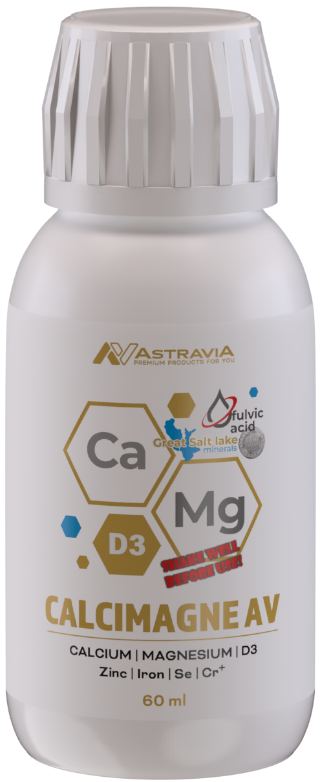 ASTRAVIA
PREMIUM PRODUCTS FOR YOU
fulvic
acid
Great Salt lake
minerals
Ca
Mg
D3
SHAKE WELL
BEFORE USE!
CALCIMAGNE AV
CALCIUM | MAGNESIUM | D3
Zinc | Iron | Se | Cr⁺
60 ml